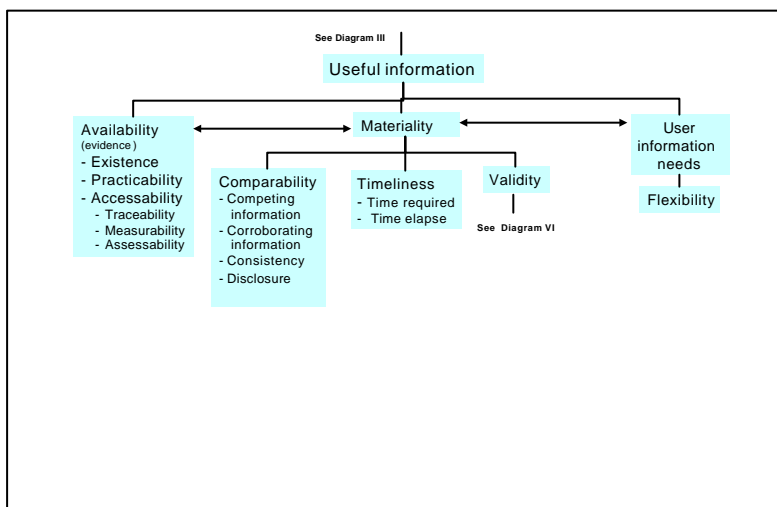 See Diagram III
Useful information
Availability
(evidence )
- Existence
- Practicability
- Accessability
- Traceability
- Measurability
- Assessability
Materiality
User
information
needs
Comparability
- Competing
information
- Corroborating
information
- Consistency
- Disclosure
Timeliness
- Time required
- Time elapse
Validity
Flexibility
See Diagram VI